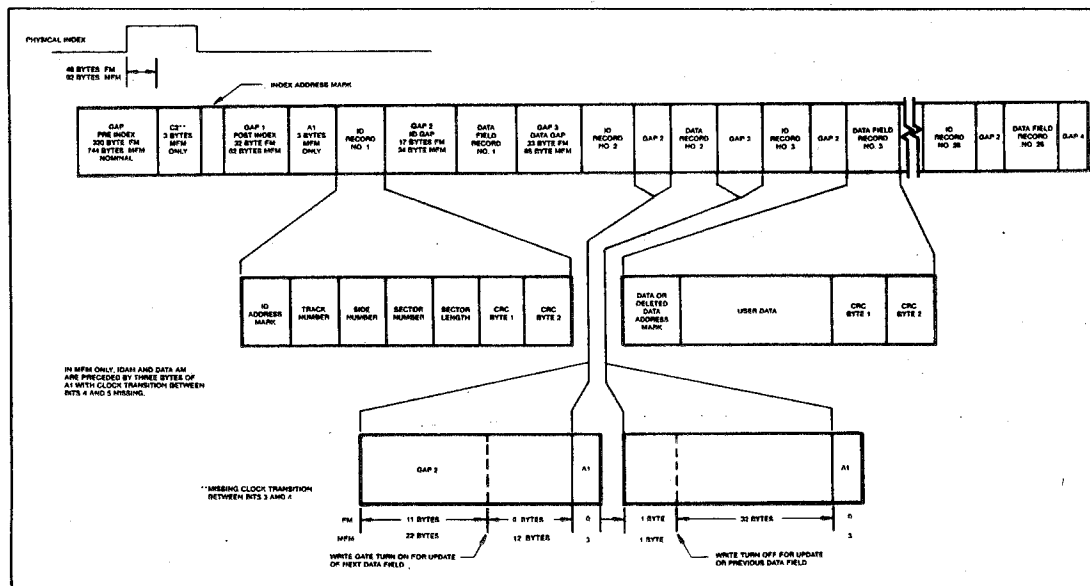 PHYSICAL INDEX
46 BYTES FM
92 BYTES MFM
INDEX ADDRESS MARK
GAP
PRE INDEX
320 BYTE FM
744 BYTES MFM
NOMINAL
C2**
3 BYTES
MFM
ONLY
GAP 1
POST INDEX
32 BYTE FM
62 BYTES MFM
A1
3 BYTES
MFM
ONLY
ID
RECORD
NO. 1
GAP 2
ID GAP
17 BYTE FM
34 BYTE MFM
DATA
FIELD
RECORD
NO. 1
GAP 3
DATA GAP
33 BYTE FM
65 BYTE MFM
ID
RECORD
NO. 2
GAP 2
DATA
RECORD
NO. 2
GAP 3
ID
RECORD
NO. 3
GAP 2
DATA FIELD
RECORD
NO. 3
ID
RECORD
NO. 26
GAP 2
DATA FIELD
RECORD
NO. 26
GAP 4
ID
ADDRESS
MARK
TRACK
NUMBER
SIDE
NUMBER
SECTOR
NUMBER
SECTOR
LENGTH
CRC
BYTE 1
CRC
BYTE 2
DATA OR
DELETED
DATA
ADDRESS
MARK
USER DATA
CRC
BYTE 1
CRC
BYTE 2
IN MFM ONLY, IDAM AND DATA AM
ARE PRECEDED BY THREE BYTES OF
A1 WITH CLOCK TRANSITION BETWEEN
BITS 4 AND 5 MISSING.
GAP 2
A1
A1
**MISSING CLOCK TRANSITION
BETWEEN BITS 3 AND 4
FM 11 BYTES 6 BYTES 0 1 BYTE 32 BYTES 0
MFM 22 BYTES 12 BYTES 3 1 BYTE 3
WRITE GATE TURN ON FOR UPDATE
OF NEXT DATA FIELD
WRITE TURN OFF FOR UPDATE
OR PREVIOUS DATA FIELD